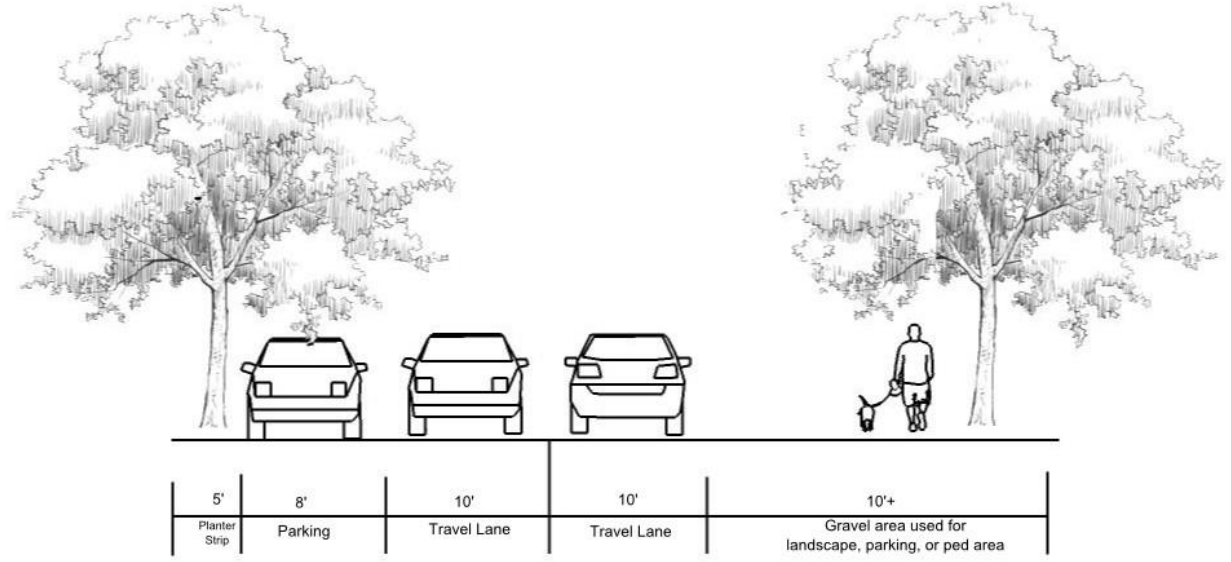 5'
8'
10'
10'
10'+
Planter
Strip
Parking
Travel Lane
Travel Lane
Gravel area used for
landscape, parking, or ped area